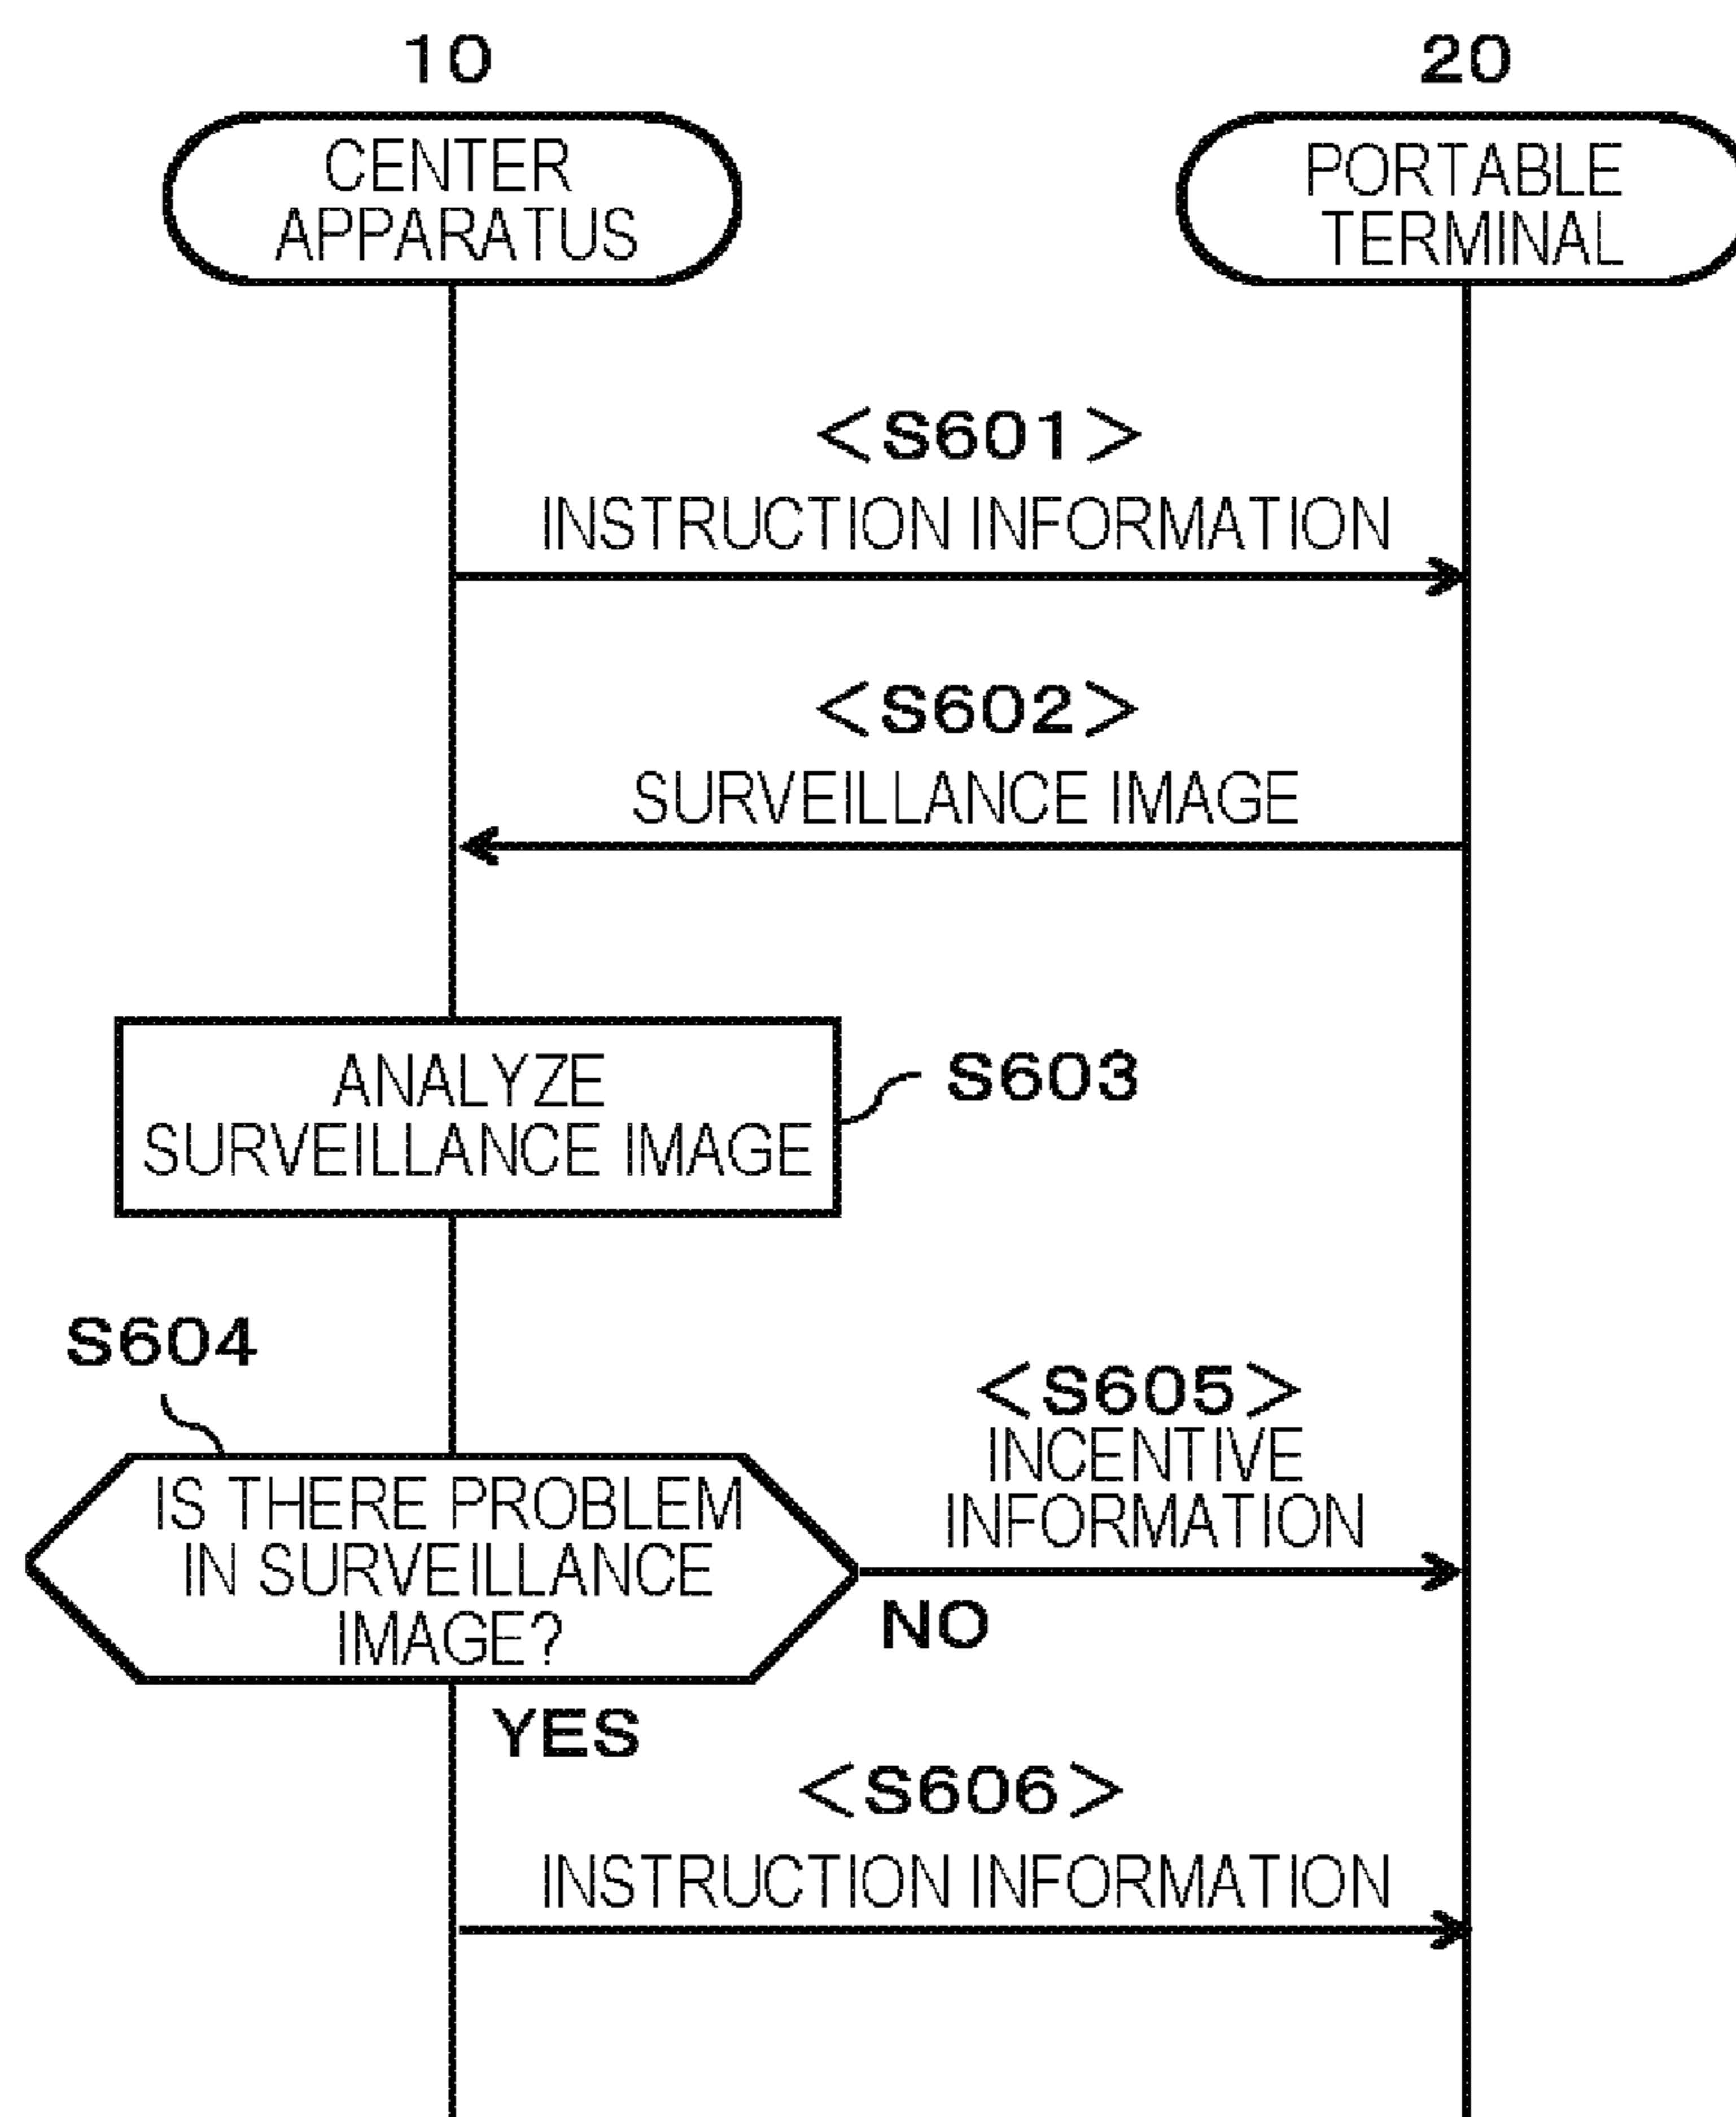 10
CENTER
APPARATUS
20
PORTABLE
TERMINAL
<S601>
INSTRUCTION INFORMATION
<S602>
SURVEILLANCE IMAGE
ANALYZE
SURVEILLANCE IMAGE
S603
S604
IS THERE PROBLEM
IN SURVEILLANCE
IMAGE?
<S605>
INCENTIVE
INFORMATION
NO
YES
<S606>
INSTRUCTION INFORMATION